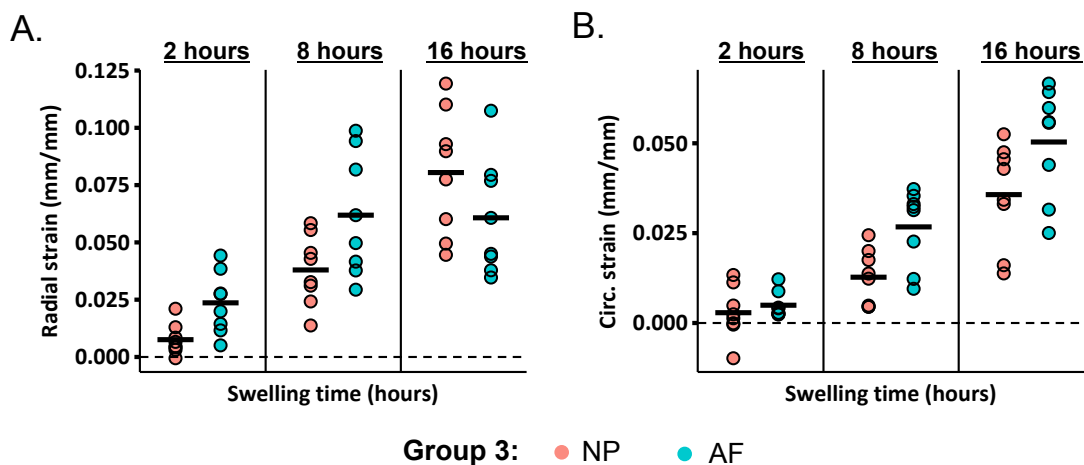 A.
2 hours 8 hours 16 hours
Radial strain (mm/mm)
0.125
0.100
0.075
0.050
0.025
0.000
Swelling time (hours)
B.
2 hours 8 hours 16 hours
Circ. strain (mm/mm)
0.050
0.025
0.000
Swelling time (hours)
Group 3: NP AF